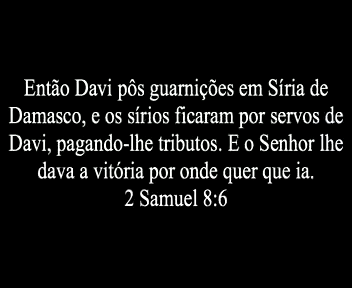 Então Davi pôs guarnições em Síria de
Damasco, e os sírios ficaram por servos de
Davi, pagando-lhe tributos. E o Senhor lhe
dava a vitória por onde quer que ia.
2 Samuel 8:6